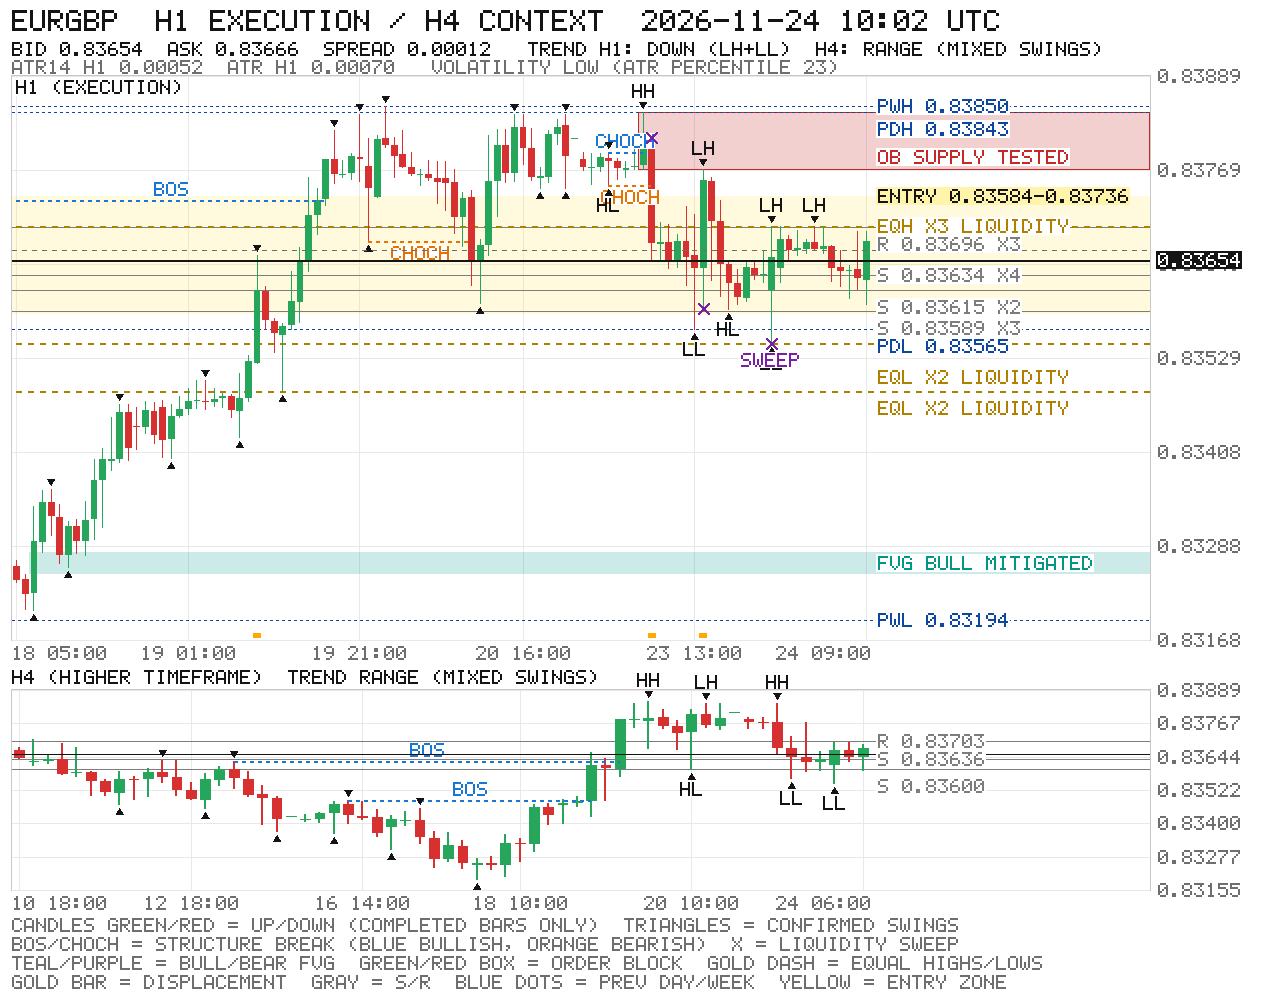 EURGBP  H1 EXECUTION / H4 CONTEXT  2026-11-24 10:02 UTC
BID 0.83654  ASK 0.83666  SPREAD 0.00012   TREND H1: DOWN (LH+LL)  H4: RANGE (MIXED SWINGS)
ATR14 H1 0.00052  ATR H1 0.00070   VOLATILITY LOW (ATR PERCENTILE 23)
0.83889
H1 (EXECUTION)
HH
PWH 0.83850
PDH 0.83843
CHOCH
LH
OB SUPPLY TESTED
0.83769
BOS
CHOCH
HL
ENTRY 0.83584-0.83736
LH
LH
EQH X3 LIQUIDITY
R 0.83696 X3
CHOCH
0.83654
S 0.83634 X4
S 0.83615 X2
HL
S 0.83589 X3
LL
PDL 0.83565
SWEEP
0.83529
EQL X2 LIQUIDITY
EQL X2 LIQUIDITY
0.83408
0.83288
FVG BULL MITIGATED
PWL 0.83194
0.83168
18 05:00
19 01:00
19 21:00
20 16:00
23 13:00
24 09:00
H4 (HIGHER TIMEFRAME)  TREND RANGE (MIXED SWINGS)
HH
LH
HH
0.83889
0.83767
R 0.83703
BOS
0.83644
S 0.83636
BOS
HL
S 0.83600
0.83522
LL
LL
0.83400
0.83277
0.83155
10 18:00
12 18:00
16 14:00
18 10:00
20 10:00
24 06:00
CANDLES GREEN/RED = UP/DOWN (COMPLETED BARS ONLY)  TRIANGLES = CONFIRMED SWINGS
BOS/CHOCH = STRUCTURE BREAK (BLUE BULLISH, ORANGE BEARISH)  X = LIQUIDITY SWEEP
TEAL/PURPLE = BULL/BEAR FVG  GREEN/RED BOX = ORDER BLOCK  GOLD DASH = EQUAL HIGHS/LOWS
GOLD BAR = DISPLACEMENT  GRAY = S/R  BLUE DOTS = PREV DAY/WEEK  YELLOW = ENTRY ZONE